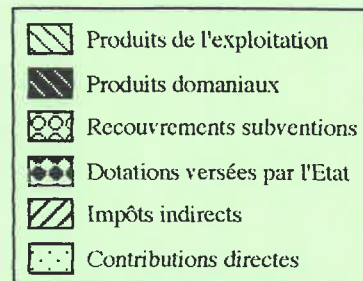 Produits de l'exploitation
Produits domaniaux
Recouvrements subventions
Dotations versées par l'Etat
Impôts indirects
Contributions directes